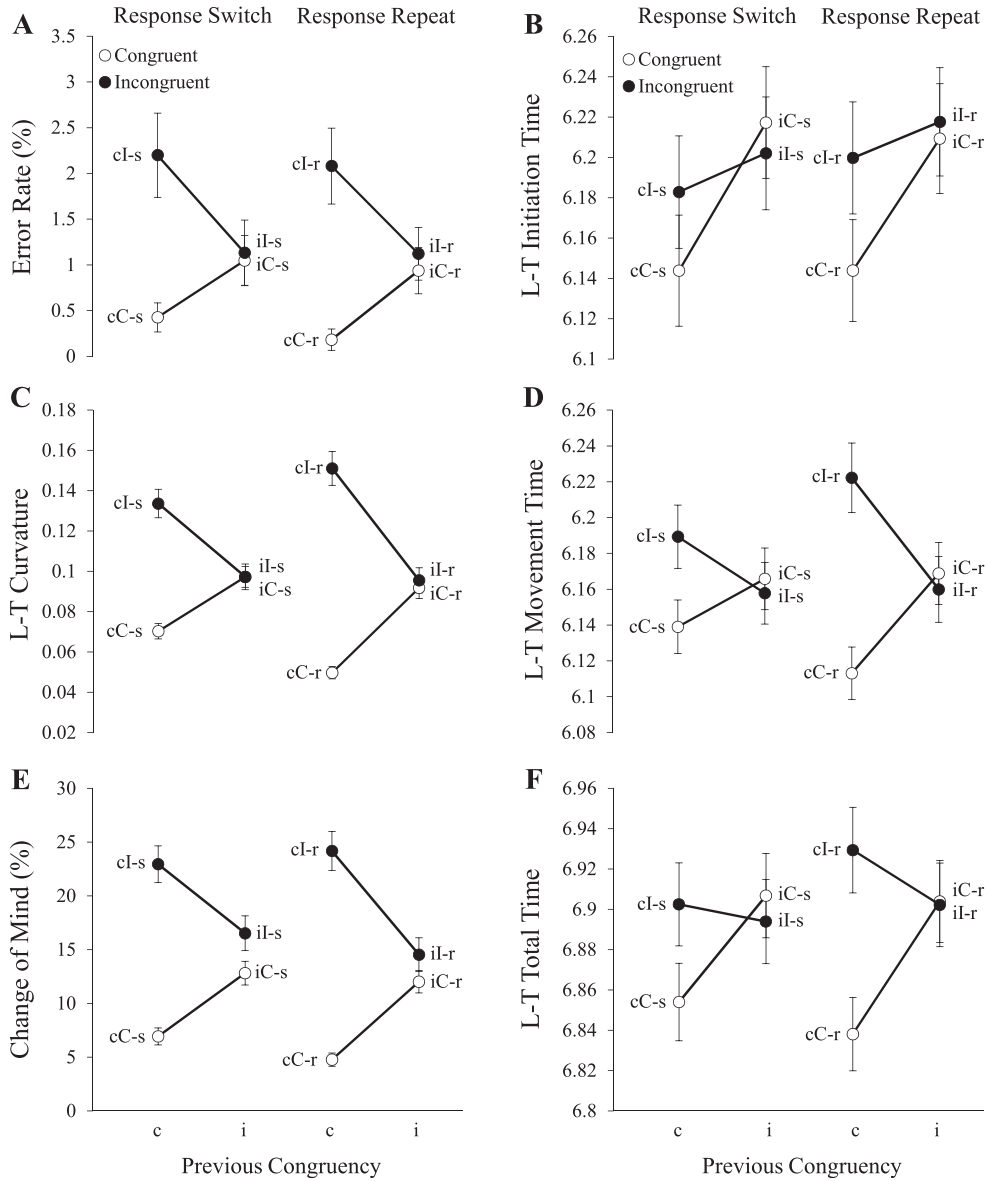 A Response Switch Response Repeat
3.5
3
2.5
2
1.5
1
0.5
0
Error Rate (%)
Congruent
Incongruent
cI-s
cC-s
iI-s
iC-s
cI-r
cC-r
iI-r
iC-r
B Response Switch Response Repeat
6.26
6.24
6.22
6.2
6.18
6.16
6.14
6.12
6.1
L-T Initiation Time
Congruent
Incongruent
cI-s
cC-s
iC-s
iI-s
cI-r
cC-r
iI-r
iC-r
C
0.18
0.16
0.14
0.12
0.1
0.08
0.06
0.04
0.02
L-T Curvature
cI-s
cC-s
iI-s
iC-s
cI-r
cC-r
iI-r
iC-r
D
6.26
6.24
6.22
6.2
6.18
6.16
6.14
6.12
6.1
6.08
L-T Movement Time
cI-s
cC-s
iC-s
iI-s
cI-r
cC-r
iC-r
iI-r
E
30
25
20
15
10
5
0
Change of Mind (%)
cI-s
cC-s
iI-s
iC-s
cI-r
cC-r
iI-r
iC-r
c i c i
Previous Congruency
F
6.96
6.94
6.92
6.9
6.88
6.86
6.84
6.82
6.8
L-T Total Time
cI-s
cC-s
iC-s
iI-s
cI-r
cC-r
iC-r
iI-r
c i c i
Previous Congruency